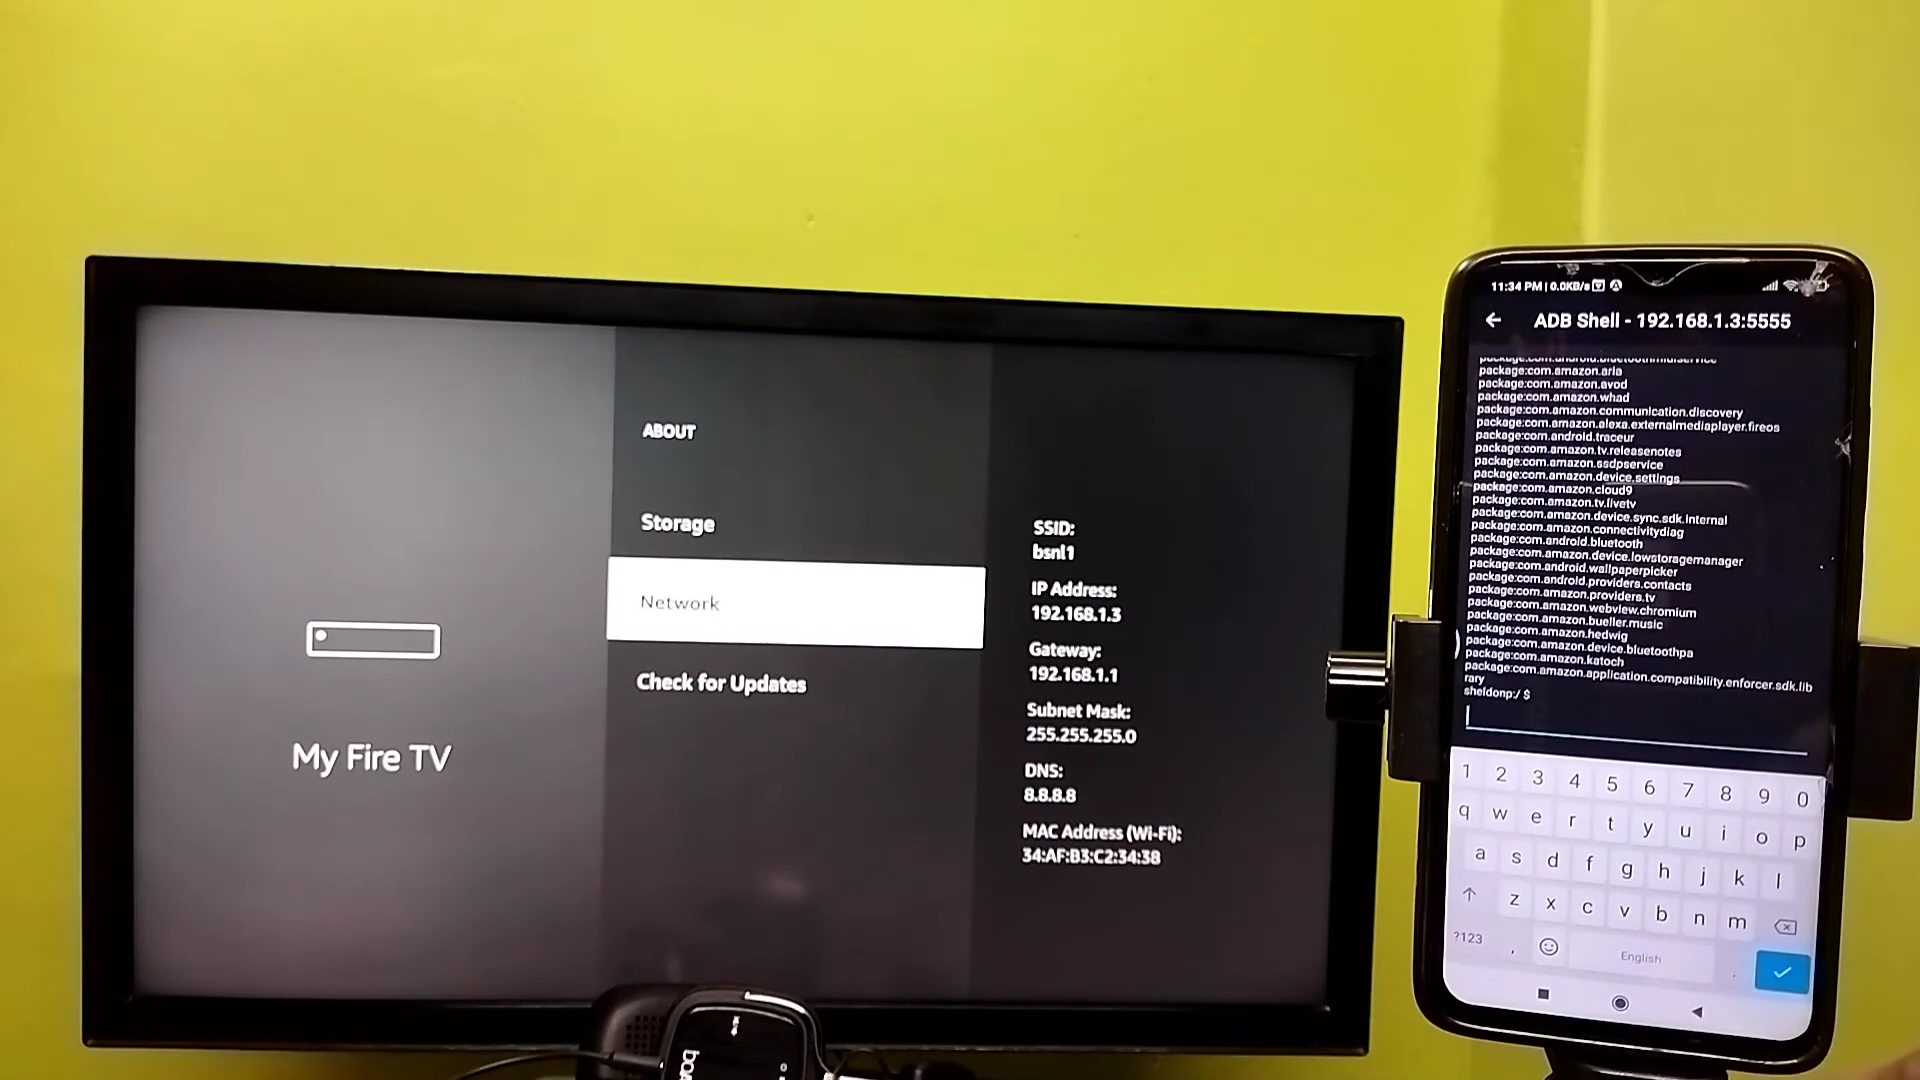 ABOUT
Storage
Network
Check for Updates
My Fire TV
SSID:
bsnl1
IP Address:
192.168.1.3
Gateway:
192.168.1.1
Subnet Mask:
255.255.255.0
DNS:
8.8.8.8
MAC Address (Wi-Fi):
34:AF:B3:C2:34:38
11:34 PM | 0.0KB/s
ADB Shell - 192.168.1.3:5555
package:com.android.bluetoothmidiservice
package:com.amazon.aria
package:com.amazon.avod
package:com.amazon.whad
package:com.amazon.communication.discovery
package:com.amazon.alexa.externalmediaplayer.fireos
package:com.android.traceur
package:com.amazon.tv.releasenotes
package:com.amazon.ssdpservice
package:com.amazon.device.settings
package:com.amazon.cloud9
package:com.amazon.tv.livetv
package:com.amazon.device.sync.sdk.internal
package:com.amazon.connectivitydiag
package:com.android.bluetooth
package:com.amazon.device.lowstoragemanager
package:com.android.wallpaperpicker
package:com.android.providers.contacts
package:com.amazon.providers.tv
package:com.amazon.webview.chromium
package:com.amazon.bueller.music
package:com.amazon.hedwig
package:com.amazon.device.bluetoothpa
package:com.amazon.katoch
package:com.amazon.application.compatibility.enforcer.sdk.lib
rary
sheldonp:/ $
1 2 3 4 5 6 7 8 9 0
q w e r t y u i o p
a s d f g h j k l
z x c v b n m
?123 , English .